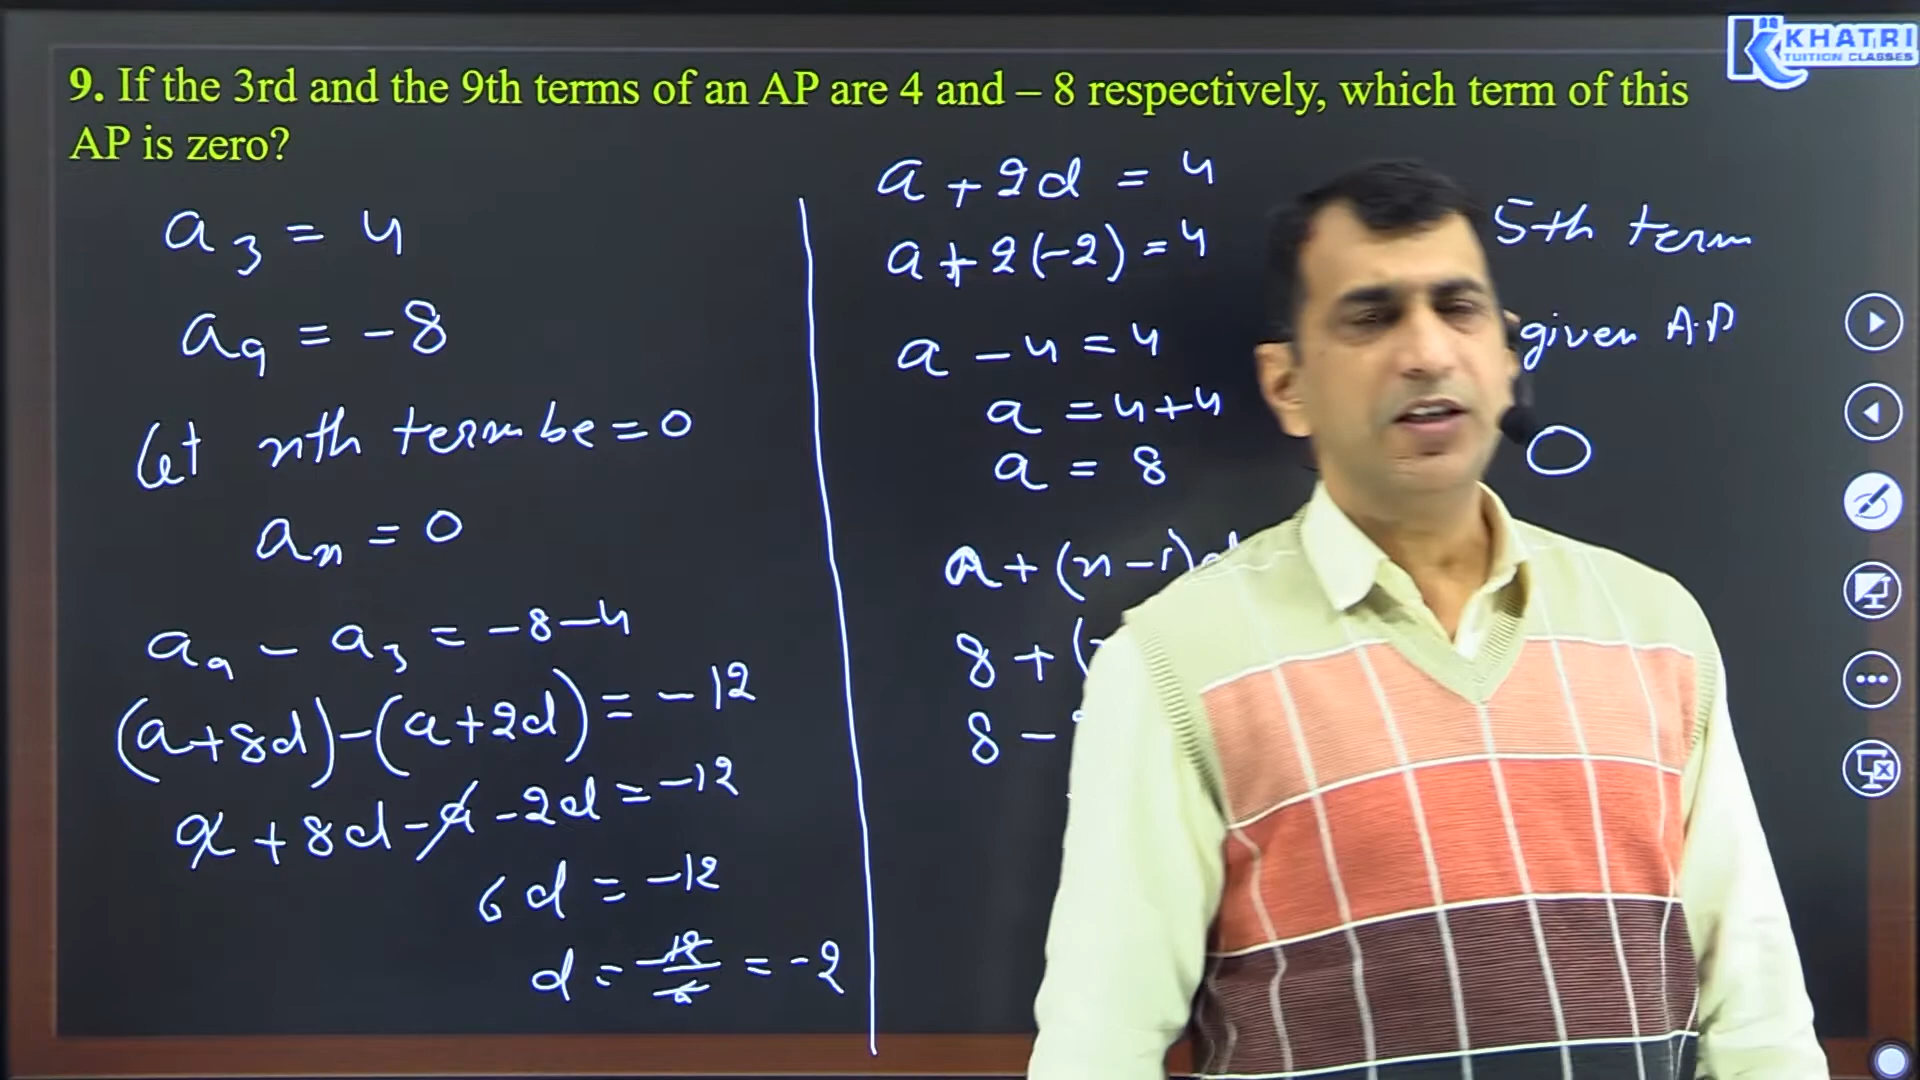 KHATRI
TUITION CLASSES
9. If the 3rd and the 9th terms of an AP are 4 and – 8 respectively, which term of this
AP is zero?
a₃ = 4
a₉ = -8
let nth term be = 0
aₙ = 0
a₉ - a₃ = -8-4
(a+8d)-(a+2d) = -12
a + 8d - a - 2d = -12
6d = -12
d = -12/6 = -2
a + 2d = 4
a + 2(-2) = 4
a - 4 = 4
a = 4+4
a = 8
a + (n-1)d
8 + (
8 -
5th term
given A.P
0